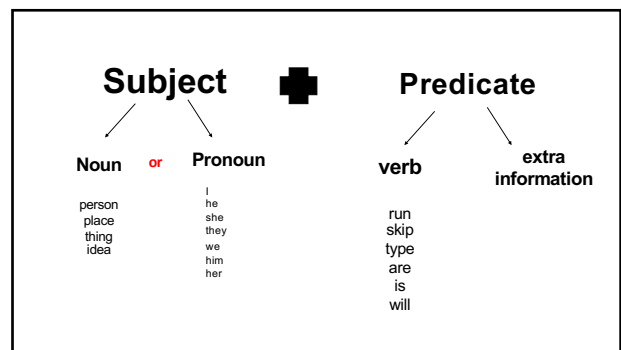 Subject Predicate
Noun or Pronoun
person
place
thing
idea
I
he
she
they
we
him
her
verb
run
skip
type
are
is
will
extra
information